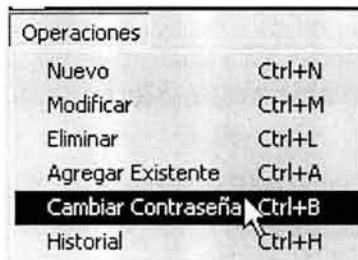 Operaciones
Nuevo Ctrl+N
Modificar Ctrl+M
Eliminar Ctrl+L
Agregar Existente Ctrl+A
Cambiar Contraseña Ctrl+B
Historial Ctrl+H